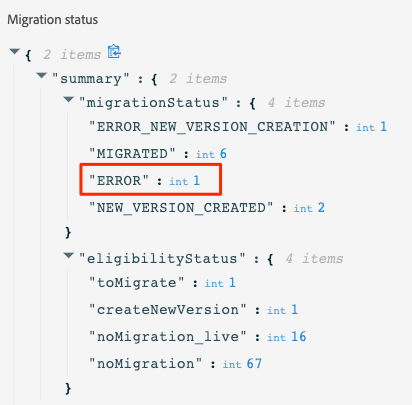 Migration status
{ 2 items
"summary" : { 2 items
"migrationStatus" : { 4 items
"ERROR_NEW_VERSION_CREATION" : int 1
"MIGRATED" : int 6
"ERROR" : int 1
"NEW_VERSION_CREATED" : int 2
}
"eligibilityStatus" : { 4 items
"toMigrate" : int 1
"createNewVersion" : int 1
"noMigration_live" : int 16
"noMigration" : int 67
}